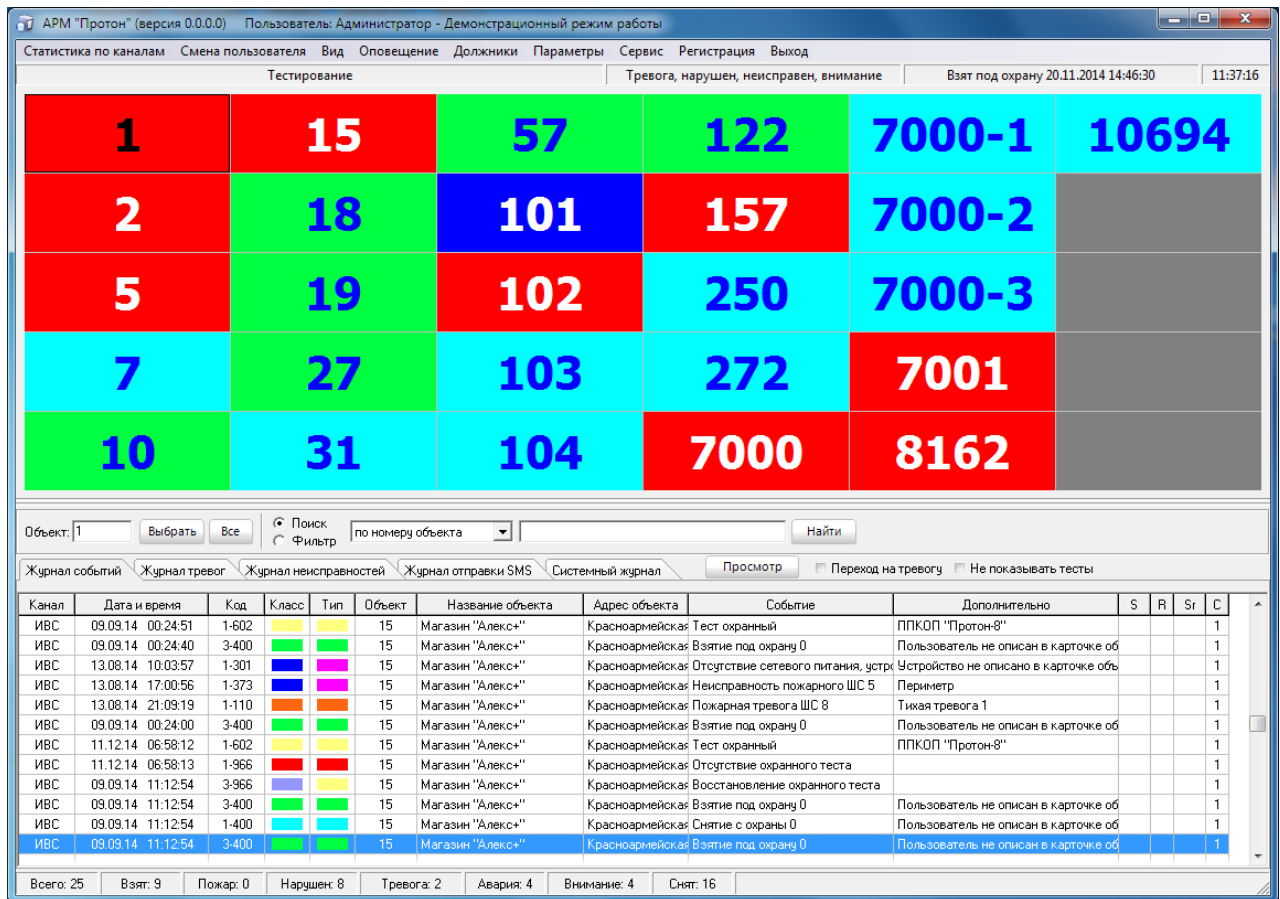 АРМ "Протон" (версия 0.0.0.0) Пользователь: Администратор - Демонстрационный режим работы
Статистика по каналам Смена пользователя Вид Оповещение Должники Параметры Сервис Регистрация Выход
Тестирование Тревога, нарушен, неисправен, внимание Взят под охрану 20.11.2014 14:46:30 11:37:16
1 15 57 122 7000-1 10694
2 18 101 157 7000-2
5 19 102 250 7000-3
7 27 103 272 7001
10 31 104 7000 8162
Объект: 1 Выбрать Все Поиск Фильтр по номеру объекта Найти
Журнал событий Журнал тревог Журнал неисправностей Журнал отправки SMS Системный журнал Просмотр Переход на тревогу Не показывать тесты
Канал Дата и время Код Класс Тип Объект Название объекта Адрес объекта Событие Дополнительно S R Sr C
ИВС 09.09.14 00:24:51 1-602 15 Магазин "Алекс+" Красноармейская Тест охранный ППКОП "Протон-8" 1
ИВС 09.09.14 00:24:40 3-400 15 Магазин "Алекс+" Красноармейская Взятие под охрану 0 Пользователь не описан в карточке об 1
ИВС 13.08.14 10:03:57 1-301 15 Магазин "Алекс+" Красноармейская Отсутствие сетевого питания, устро Устройство не описано в карточке объ 1
ИВС 13.08.14 17:00:56 1-373 15 Магазин "Алекс+" Красноармейская Неисправность пожарного ШС 5 Периметр 1
ИВС 13.08.14 21:09:19 1-110 15 Магазин "Алекс+" Красноармейская Пожарная тревога ШС 8 Тихая тревога 1 1
ИВС 09.09.14 00:24:00 3-400 15 Магазин "Алекс+" Красноармейская Взятие под охрану 0 Пользователь не описан в карточке об 1
ИВС 11.12.14 06:58:12 1-602 15 Магазин "Алекс+" Красноармейская Тест охранный ППКОП "Протон-8" 1
ИВС 11.12.14 06:58:13 1-966 15 Магазин "Алекс+" Красноармейская Отсутствие охранного теста 1
ИВС 09.09.14 11:12:54 3-966 15 Магазин "Алекс+" Красноармейская Восстановление охранного теста 1
ИВС 09.09.14 11:12:54 3-400 15 Магазин "Алекс+" Красноармейская Взятие под охрану 0 Пользователь не описан в карточке об 1
ИВС 09.09.14 11:12:54 1-400 15 Магазин "Алекс+" Красноармейская Снятие с охраны 0 Пользователь не описан в карточке об 1
ИВС 09.09.14 11:12:54 3-400 15 Магазин "Алекс+" Красноармейская Взятие под охрану 0 Пользователь не описан в карточке об 1
Всего: 25 Взят: 9 Пожар: 0 Нарушен: 8 Тревога: 2 Авария: 4 Внимание: 4 Снят: 16